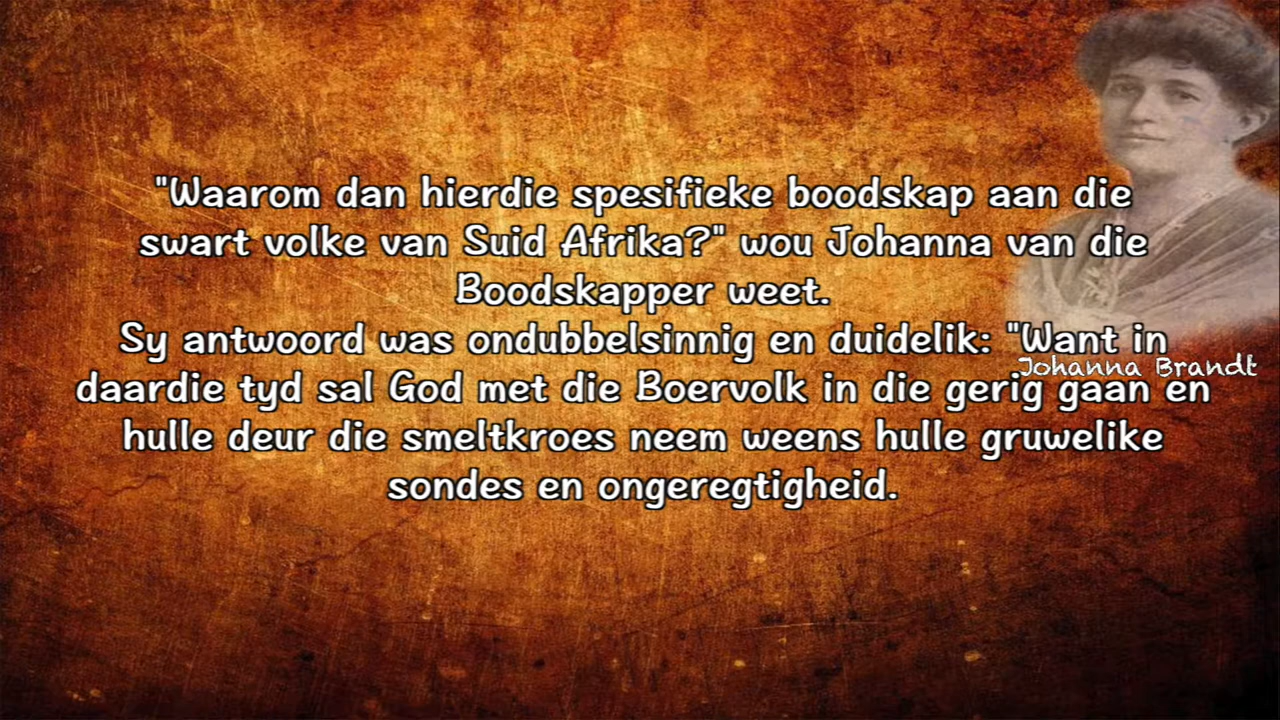 "Waarom dan hierdie spesifieke boodskap aan die
swart volke van Suid Afrika?" wou Johanna van die
Boodskapper weet.
Sy antwoord was ondubbelsinnig en duidelik: "Want in
daardie tyd sal God met die Boervolk in die gerig gaan en
hulle deur die smeltkroes neem weens hulle gruwelike
sondes en ongeregtigheid.
Johanna Brandt